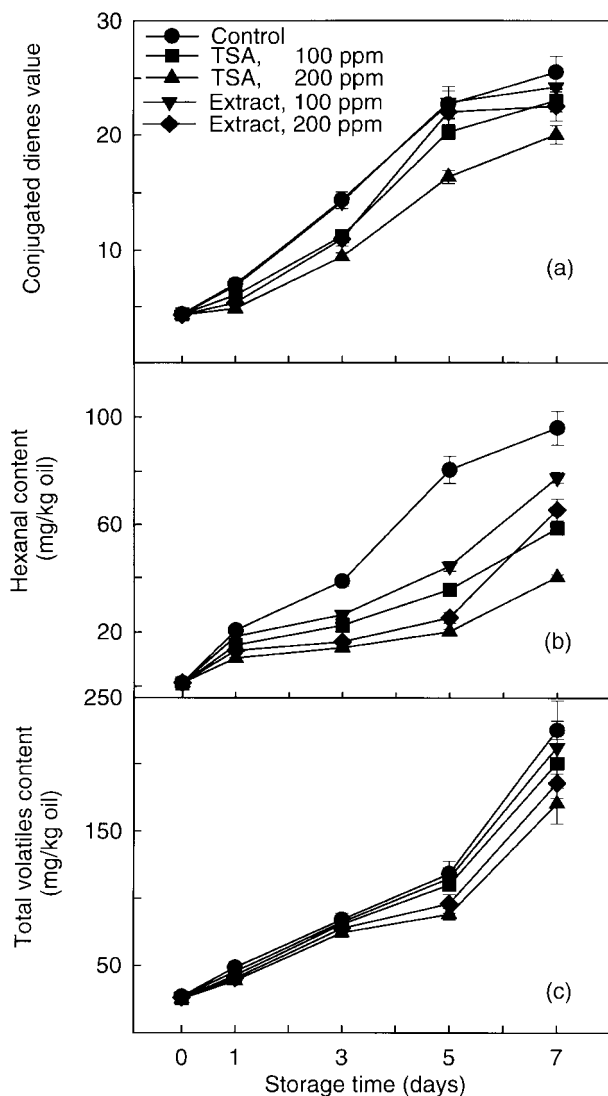 30
Control
TSA, 100 ppm
TSA, 200 ppm
Extract, 100 ppm
Extract, 200 ppm
20
10
Conjugated dienes value
(a)
100
60
20
Hexanal content
(mg/kg oil)
(b)
250
150
50
Total volatiles content
(mg/kg oil)
(c)
0 1 3 5 7
Storage time (days)